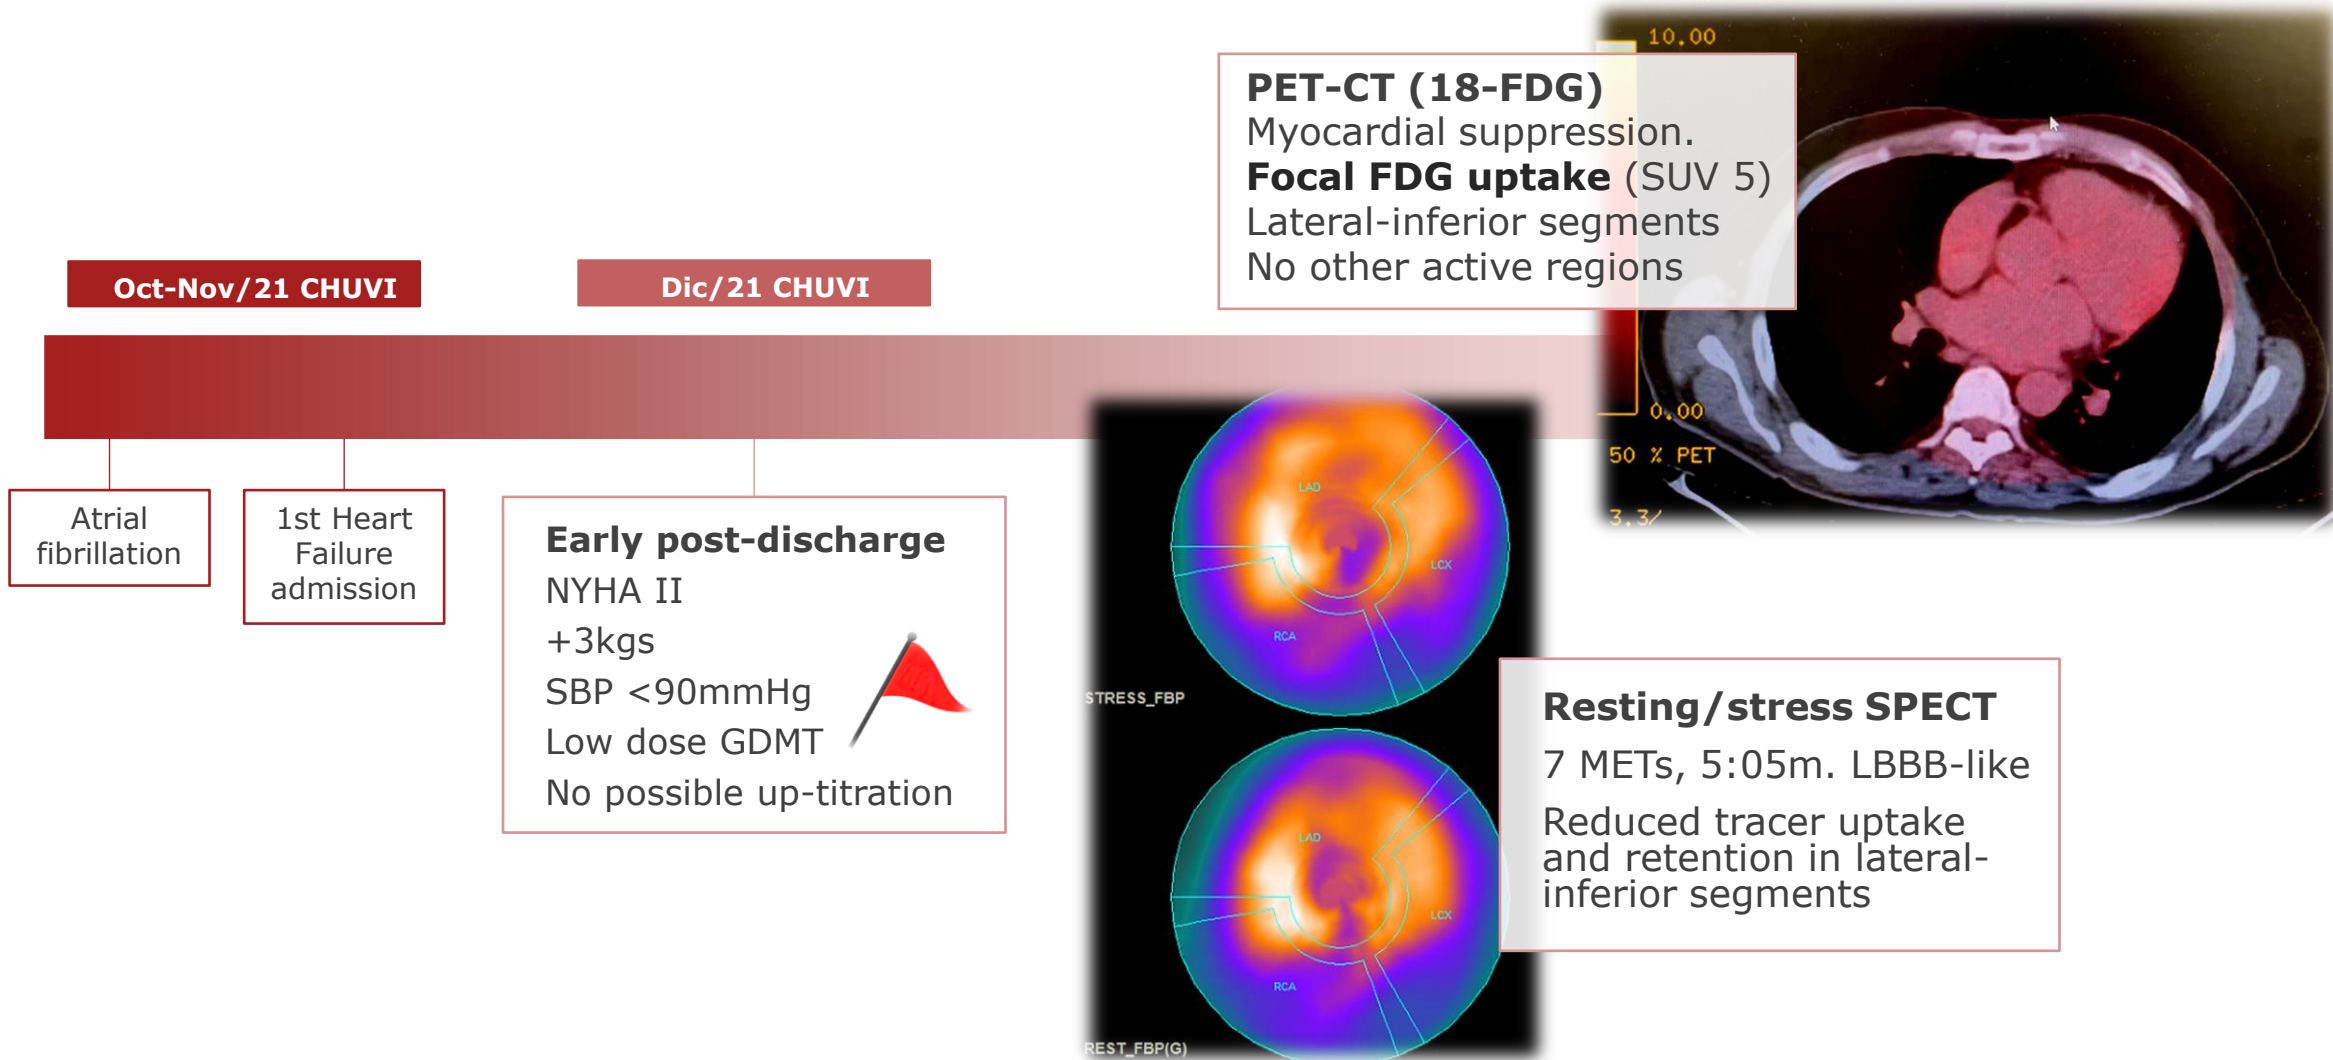 Oct-Nov/21 CHUVI
Dic/21 CHUVI
Atrial
fibrillation
1st Heart
Failure
admission
Early post-discharge
NYHA II
+3kgs
SBP <90mmHg
Low dose GDMT
No possible up-titration
PET-CT (18-FDG)
Myocardial suppression.
Focal FDG uptake (SUV 5)
Lateral-inferior segments
No other active regions
10.00
0.00
50 % PET
LAD
LCX
RCA
STRESS_FBP
LAD
LCX
RCA
REST_FBP(G)
Resting/stress SPECT
7 METs, 5:05m. LBBB-like
Reduced tracer uptake
and retention in lateral-
inferior segments